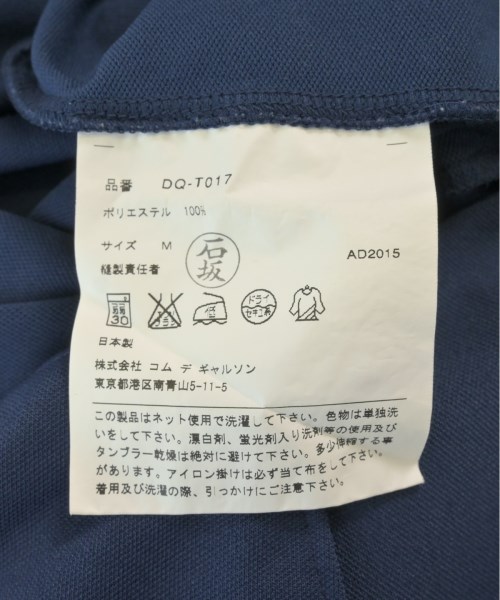 品番 DQ-T017
ポリエステル 100%
サイズ M
石坂
縫製責任者
AD2015
30
エンソサラシ
ドライ
セキユ系
日本製
株式会社 コム デ ギャルソン
東京都港区南青山5-11-5
この製品はネット使用で洗濯して下さい。色物は単独洗
いをして下さい。漂白剤、蛍光剤入り洗剤等の使用及び
タンブラー乾燥は絶対に避けて下さい。多少伸縮する事
があります。アイロン掛けは必ず当て布をして下さい。
着用及び洗濯の際、引っかけにご注意下さい。